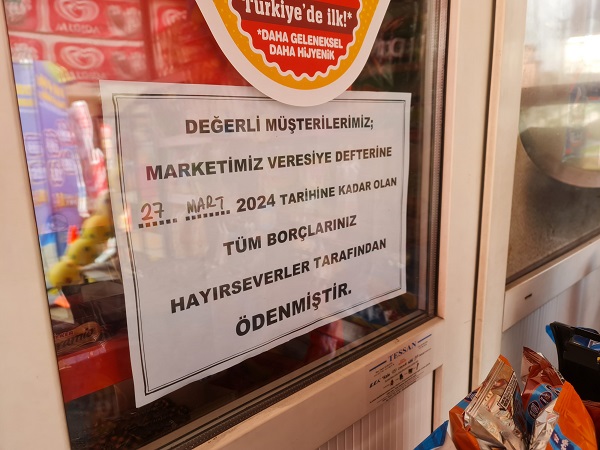 Türkiye'de ilk!*
*DAHA GELENEKSEL
DAHA HİJYENİK
DEĞERLİ MÜŞTERİLERİMİZ;
MARKETİMİZ VERESİYE DEFTERİNE
27 MART 2024 TARİHİNE KADAR OLAN
TÜM BORÇLARINIZ
HAYIRSEVERLER TARAFINDAN
ÖDENMİŞTİR.
TESSAN